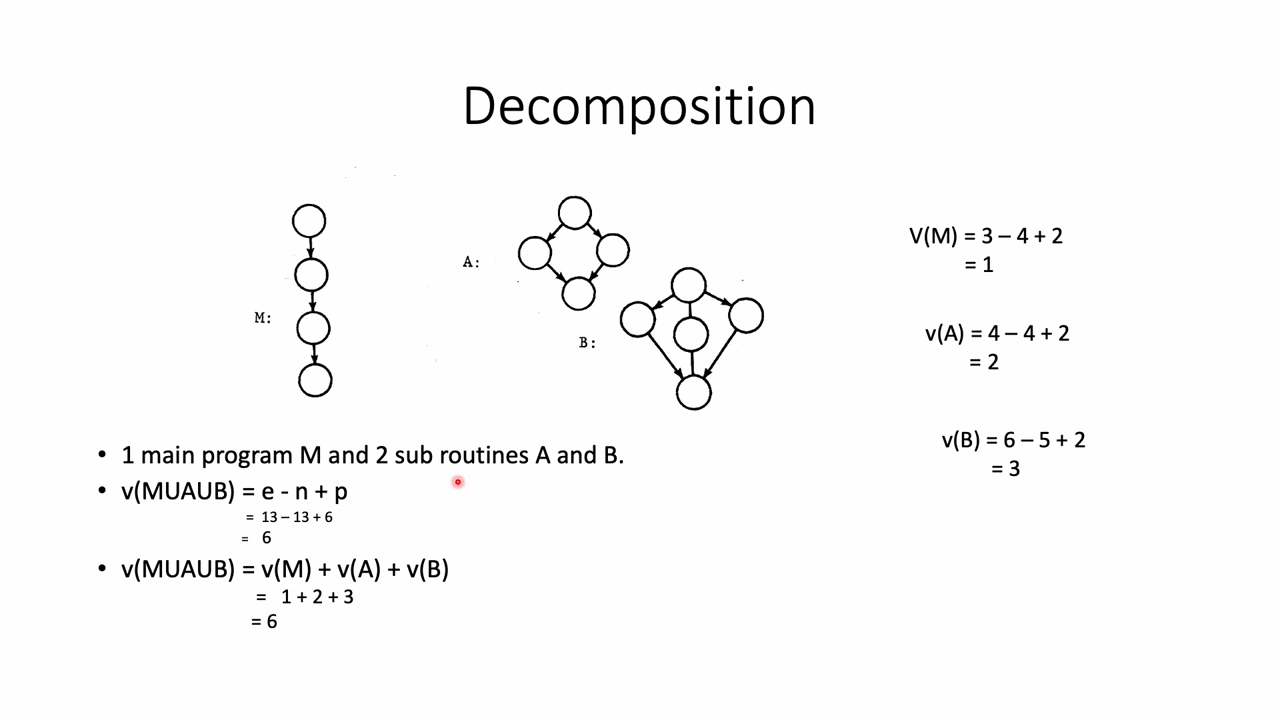 Decomposition
M:
A:
B:
V(M) = 3 – 4 + 2
= 1
v(A) = 4 – 4 + 2
= 2
v(B) = 6 – 5 + 2
= 3
• 1 main program M and 2 sub routines A and B.
• v(MUAUB) = e - n + p
= 13 – 13 + 6
= 6
• v(MUAUB) = v(M) + v(A) + v(B)
= 1 + 2 + 3
= 6